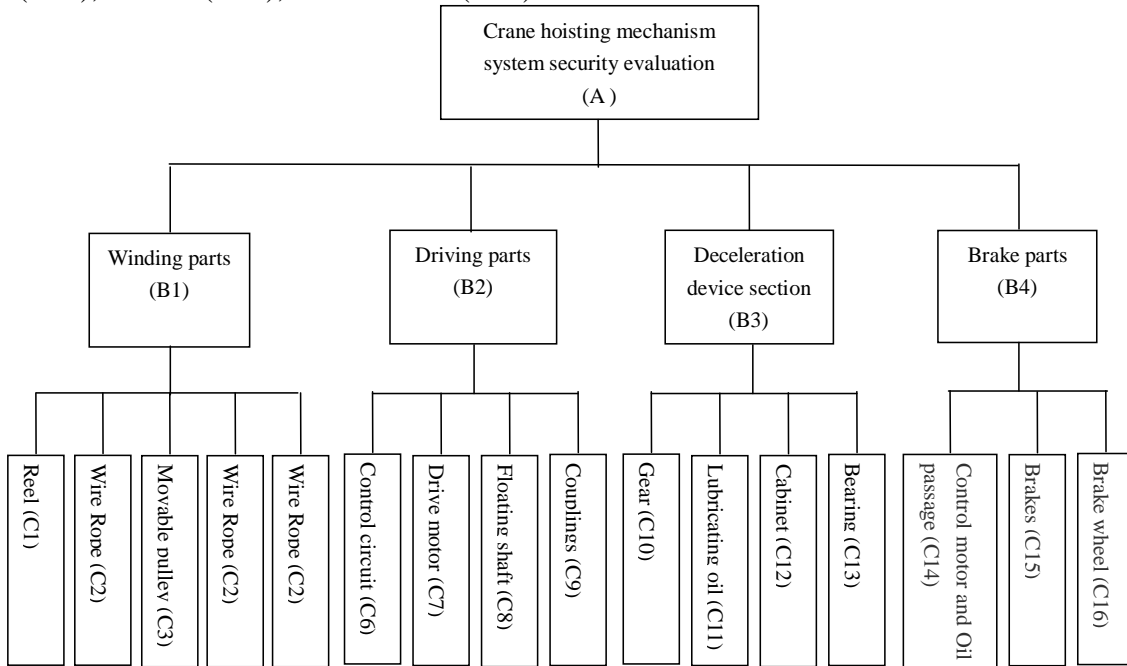 Crane hoisting mechanism
system security evaluation
(A )
Winding parts
(B1)
Driving parts
(B2)
Deceleration
device section
(B3)
Brake parts
(B4)
Reel (C1)
Wire Rope (C2)
Movable pulley (C3)
Wire Rope (C2)
Wire Rope (C2)
Control circuit (C6)
Drive motor (C7)
Floating shaft (C8)
Couplings (C9)
Gear (C10)
Lubricating oil (C11)
Cabinet (C12)
Bearing (C13)
Control motor and Oil
passage (C14)
Brakes (C15)
Brake wheel (C16)